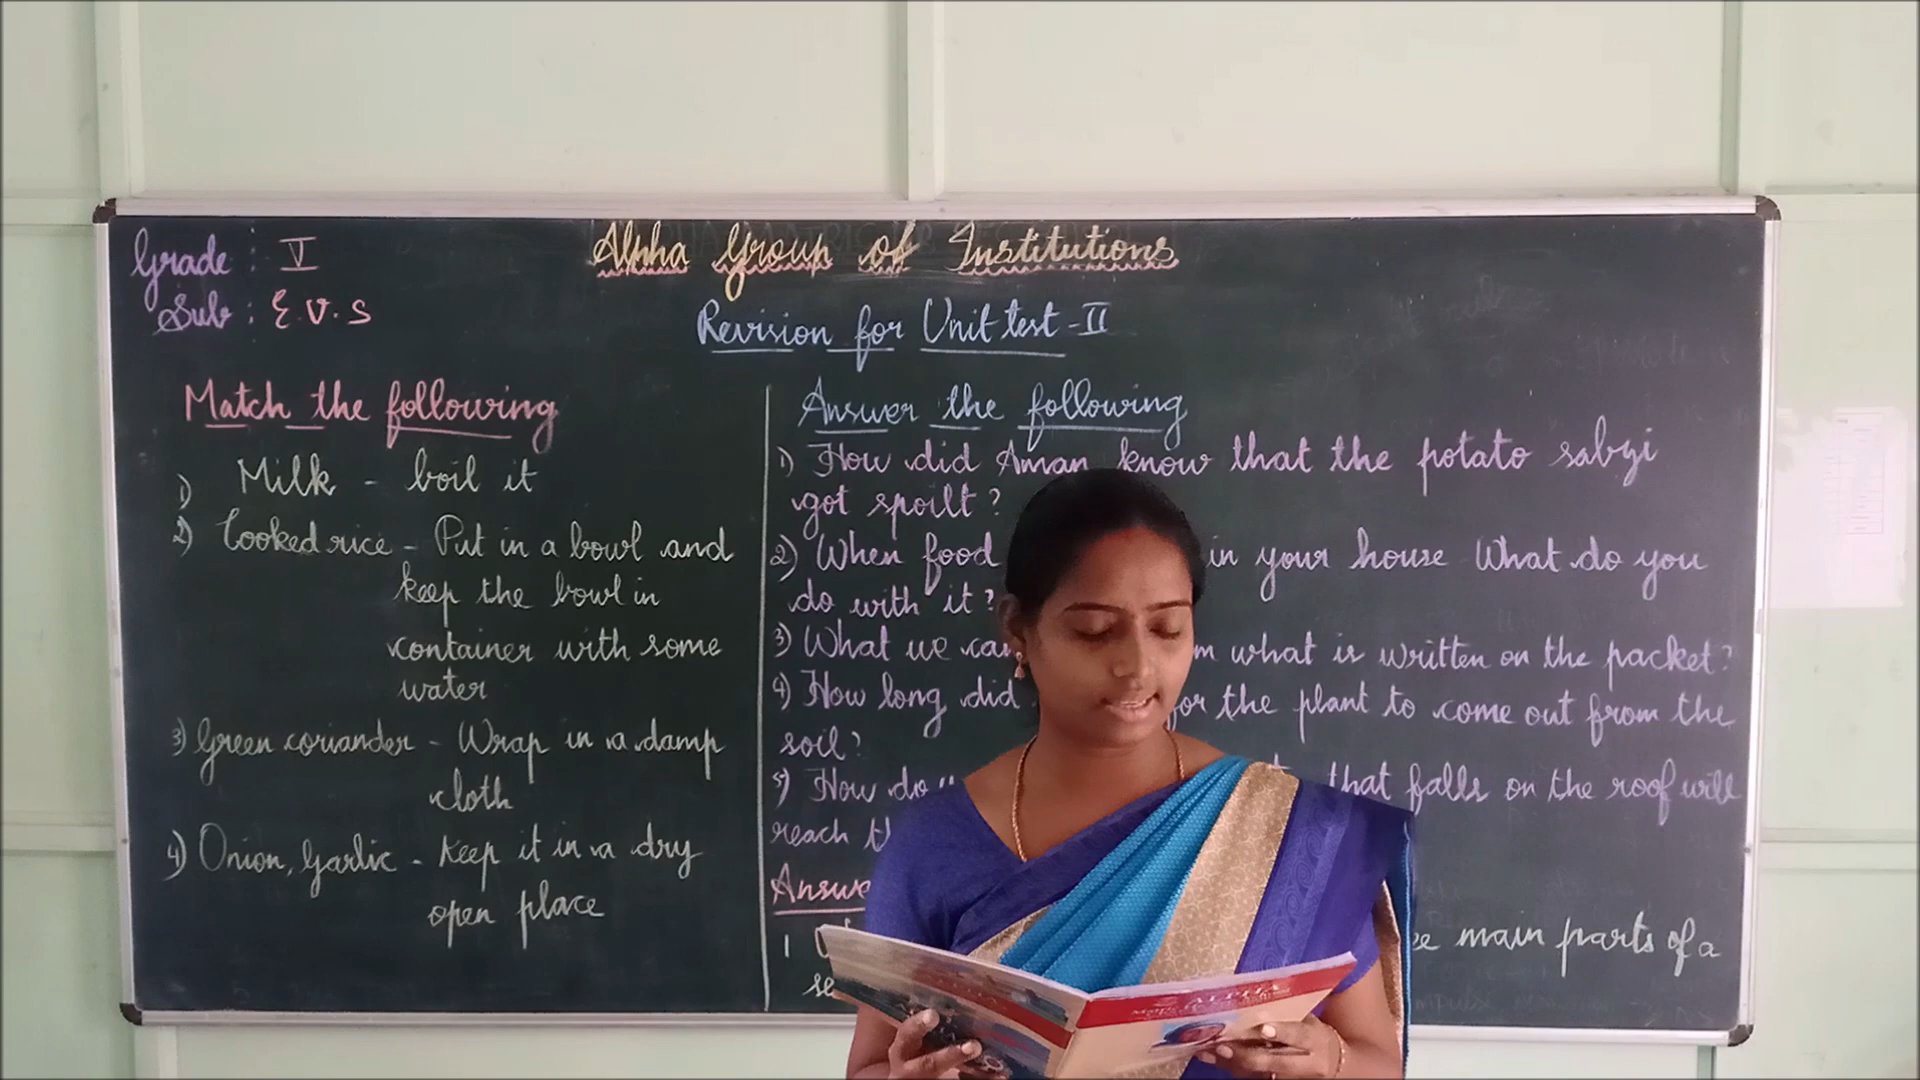 Grade : V
Sub : E.V.S
Alpha Group of Institutions
Revision for Unit test - II
Match the following
1) Milk - boil it
2) Cooked rice - Put in a bowl and
keep the bowl in
container with some
water
3) Green coriander - Wrap in a damp
cloth
4) Onion, Garlic - Keep it in a dry
open place
Answer the following
1) How did Aman know that the potato sabyi
got spoilt?
2) When food in your house What do you
do with it?
3) What we what is written on the packet?
4) How long did for the plant to come out from the
soil?
5) How do that falls on the roof will
reach
main parts of a
ALPHA